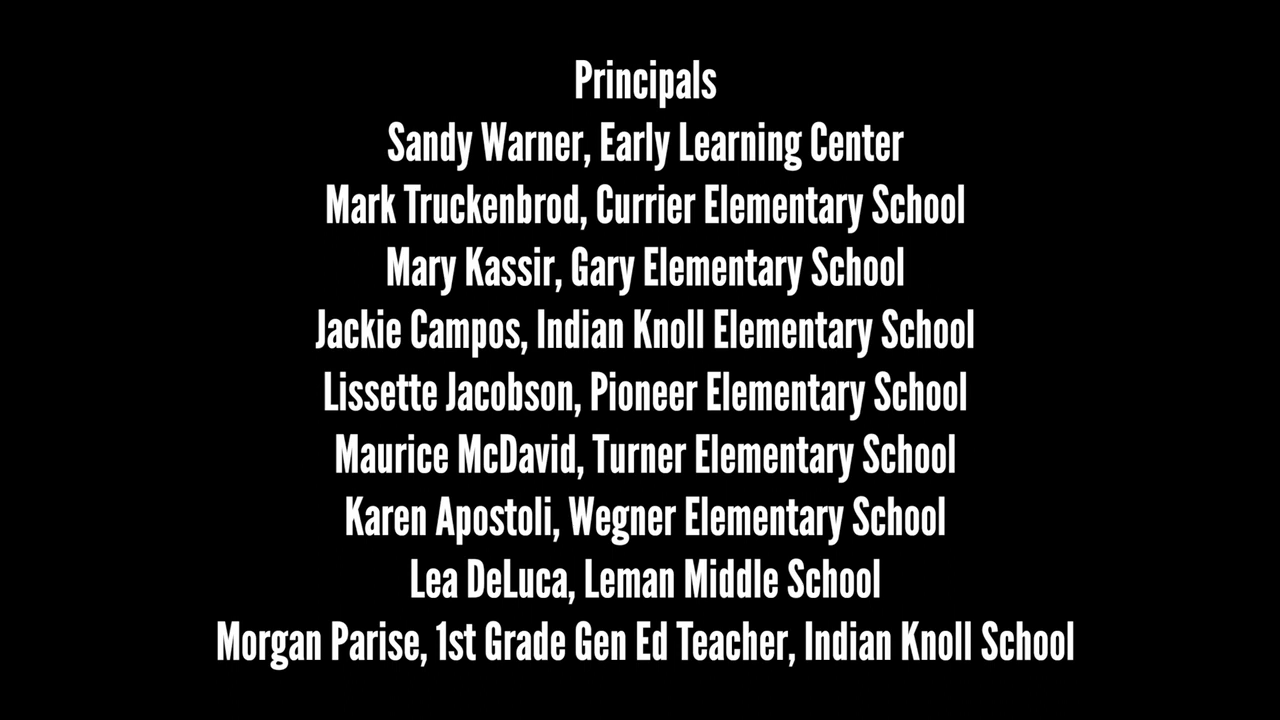 Principals
Sandy Warner, Early Learning Center
Mark Truckenbrod, Currier Elementary School
Mary Kassir, Gary Elementary School
Jackie Campos, Indian Knoll Elementary School
Lissette Jacobson, Pioneer Elementary School
Maurice McDavid, Turner Elementary School
Karen Apostoli, Wegner Elementary School
Lea DeLuca, Leman Middle School
Morgan Parise, 1st Grade Gen Ed Teacher, Indian Knoll School